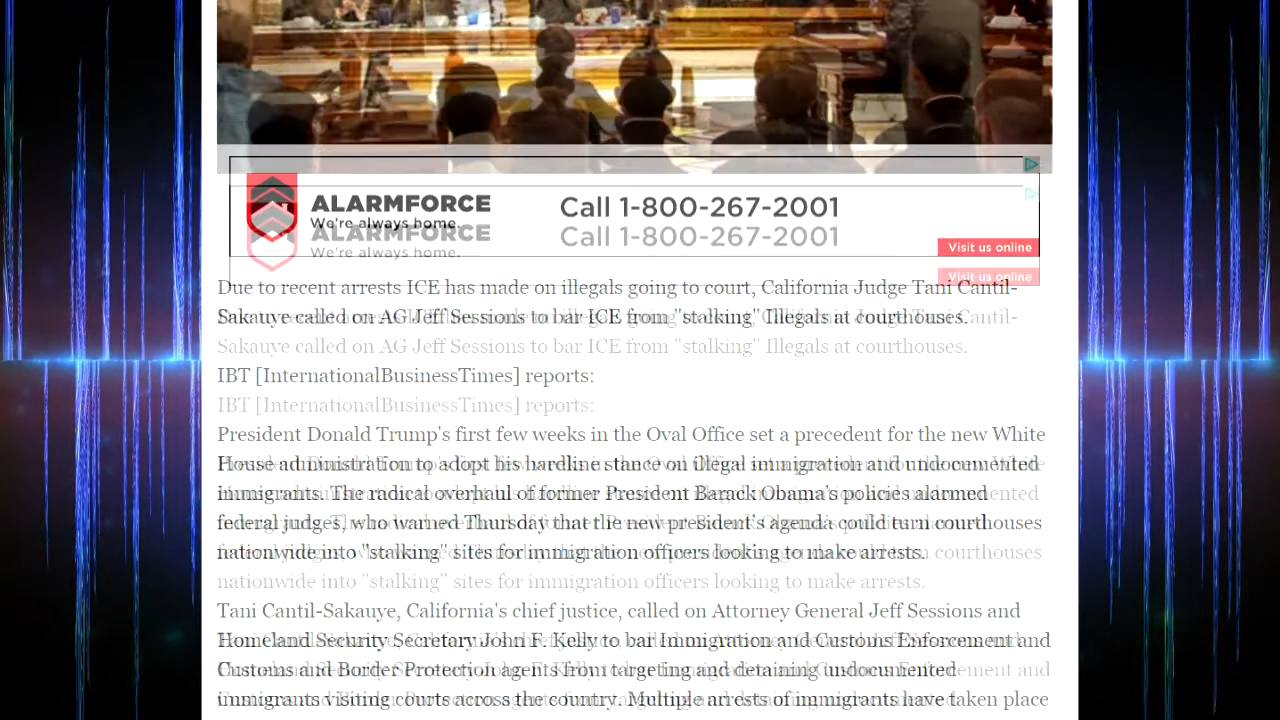 ALARMFORCE
We're always home.
Call 1-800-267-2001
Visit us online
Due to recent arrests ICE has made on illegals going to court, California Judge Tani Cantil-
Sakauye called on AG Jeff Sessions to bar ICE from "stalking" Illegals at courthouses.
IBT [InternationalBusinessTimes] reports:
President Donald Trump's first few weeks in the Oval Office set a precedent for the new White
House administration to adopt his hardline stance on illegal immigration and undocumented
immigrants. The radical overhaul of former President Barack Obama's policies alarmed
federal judges, who warned Thursday that the new president's agenda could turn courthouses
nationwide into "stalking" sites for immigration officers looking to make arrests.
Tani Cantil-Sakauye, California's chief justice, called on Attorney General Jeff Sessions and
Homeland Security Secretary John F. Kelly to bar Immigration and Customs Enforcement and
Customs and Border Protection agents from targeting and detaining undocumented
immigrants visiting courts across the country. Multiple arrests of immigrants have taken place